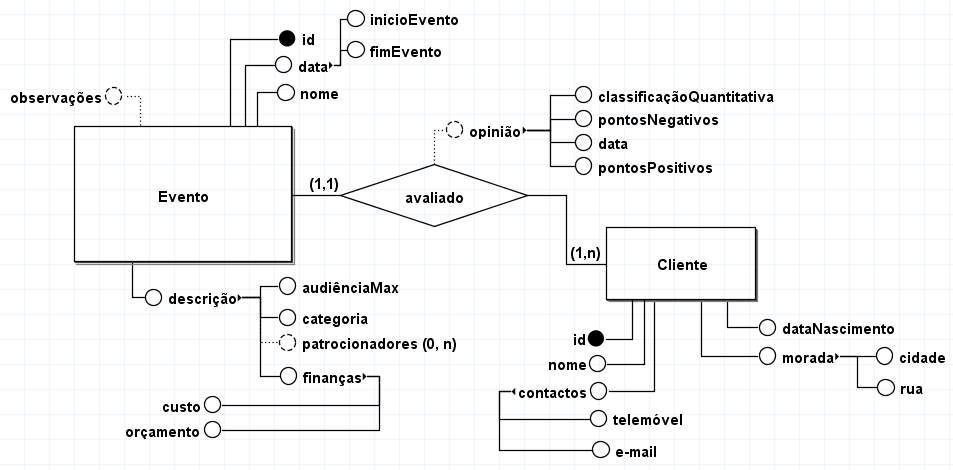 inicioEvento
id
data
fimEvento
nome
observações
classificaçãoQuantitativa
pontosNegativos
opinião
data
pontosPositivos
Evento
(1,1)
avaliado
(1,n)
Cliente
descrição
audiênciaMax
categoria
patrocionadores (0, n)
finanças
custo
orçamento
id
nome
contactos
telemóvel
e-mail
dataNascimento
morada
cidade
rua